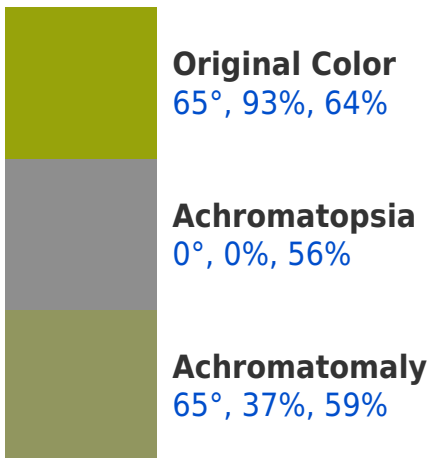 Original Color
65°, 93%, 64%
Achromatopsia
0°, 0%, 56%
Achromatomaly
65°, 37%, 59%